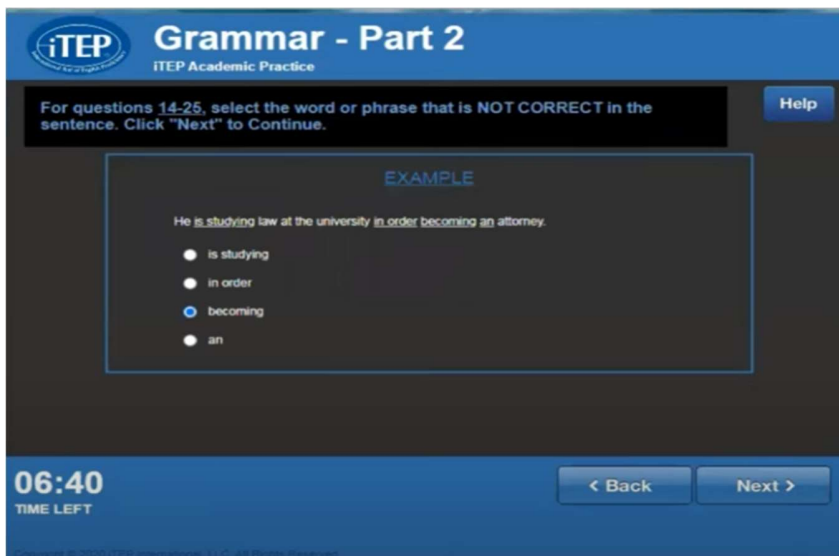 iTEP
Grammar - Part 2
iTEP Academic Practice
For questions 14-25, select the word or phrase that is NOT CORRECT in the
sentence. Click "Next" to Continue.
Help
EXAMPLE
He is studying law at the university in order becoming an attorney.
is studying
in order
becoming
an
06:40
TIME LEFT
< Back
Next >